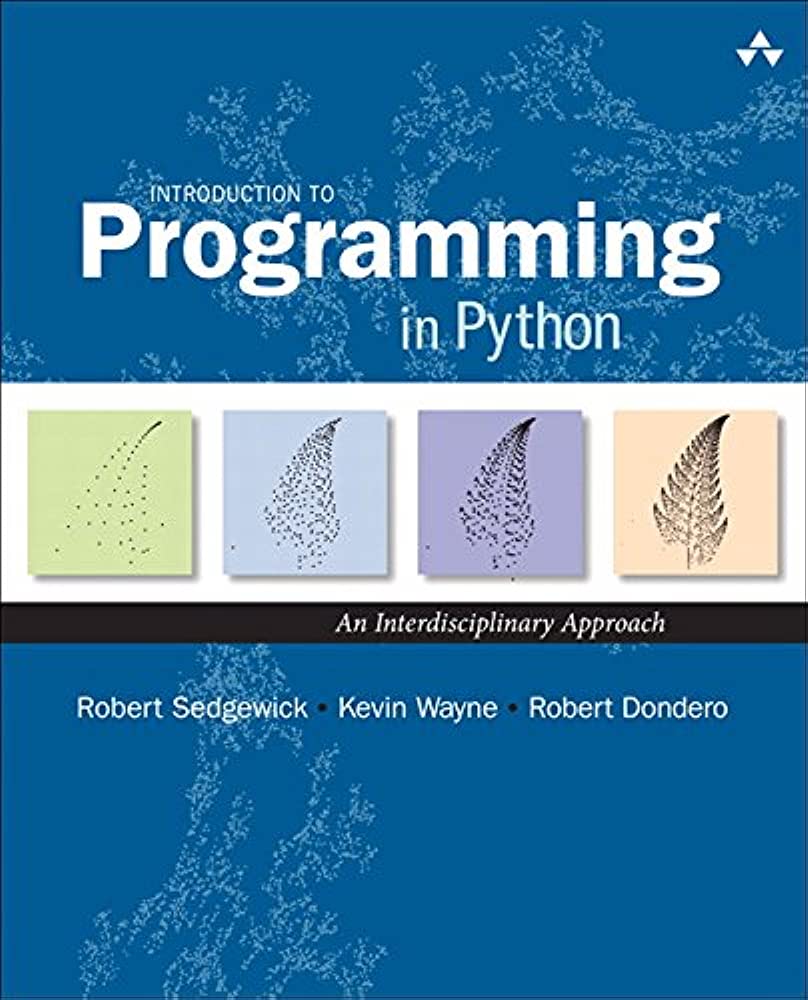 INTRODUCTION TO
Programming
in Python
An Interdisciplinary Approach
Robert Sedgewick • Kevin Wayne • Robert Dondero